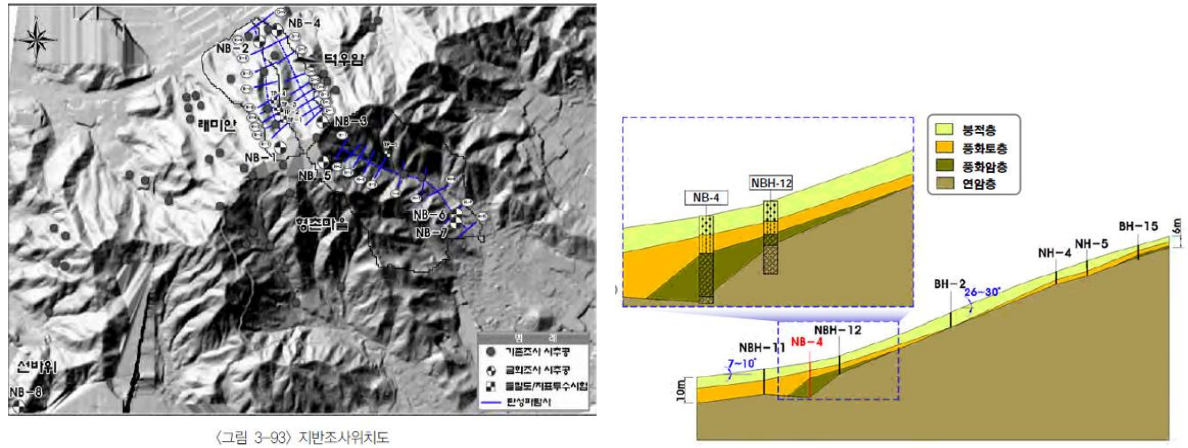 NB-4
NB-2
덕우암
래미안
NB-3
NB-1
NB-5
형촌마을
NB-6
NB-7
선바위
NB-8
범 례
기존조사 시추공
금회조사 시추공
들밀도/지표투수시험
탄성파탐사
<그림 3-93> 지반조사위치도
붕적층
풍화토층
풍화암층
연암층
NB-4
NBH-12
6m
BH-15
NH-5
NH-4
BH-2
26~30°
NBH-12
NB-4
NBH-11
7~10°
10m